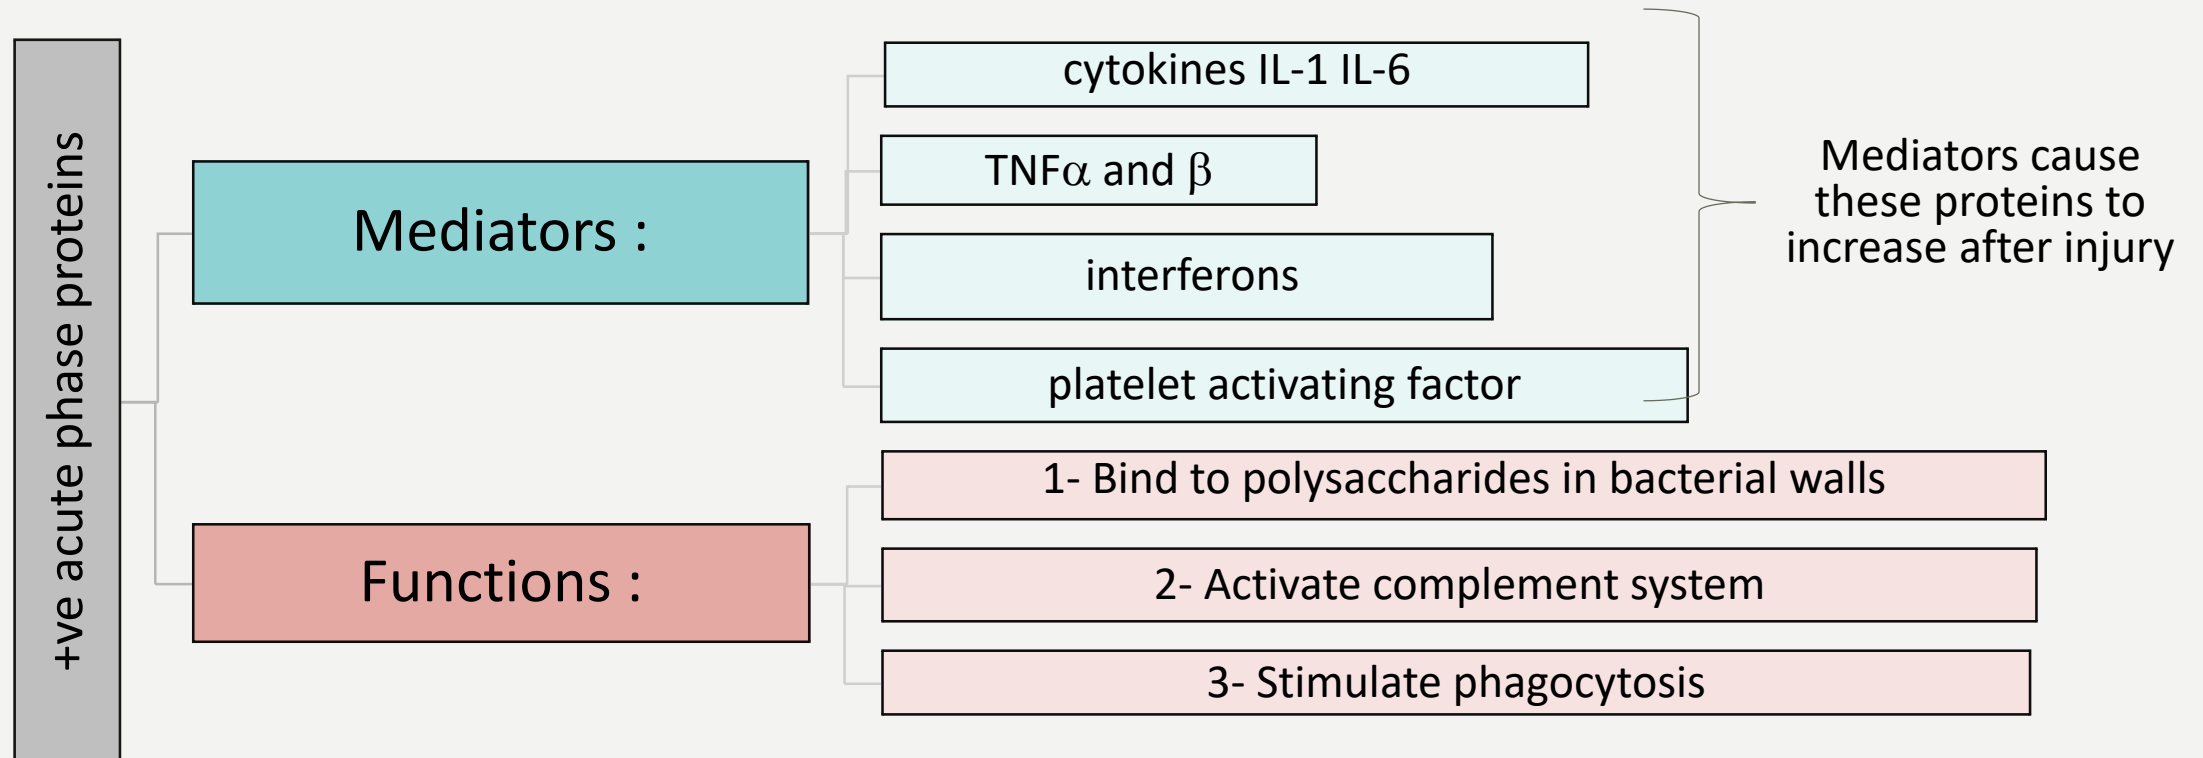 +ve acute phase proteins
Mediators :
cytokines IL-1 IL-6
TNFα and β
interferons
platelet activating factor
Mediators cause
these proteins to
increase after injury
Functions :
1- Bind to polysaccharides in bacterial walls
2- Activate complement system
3- Stimulate phagocytosis